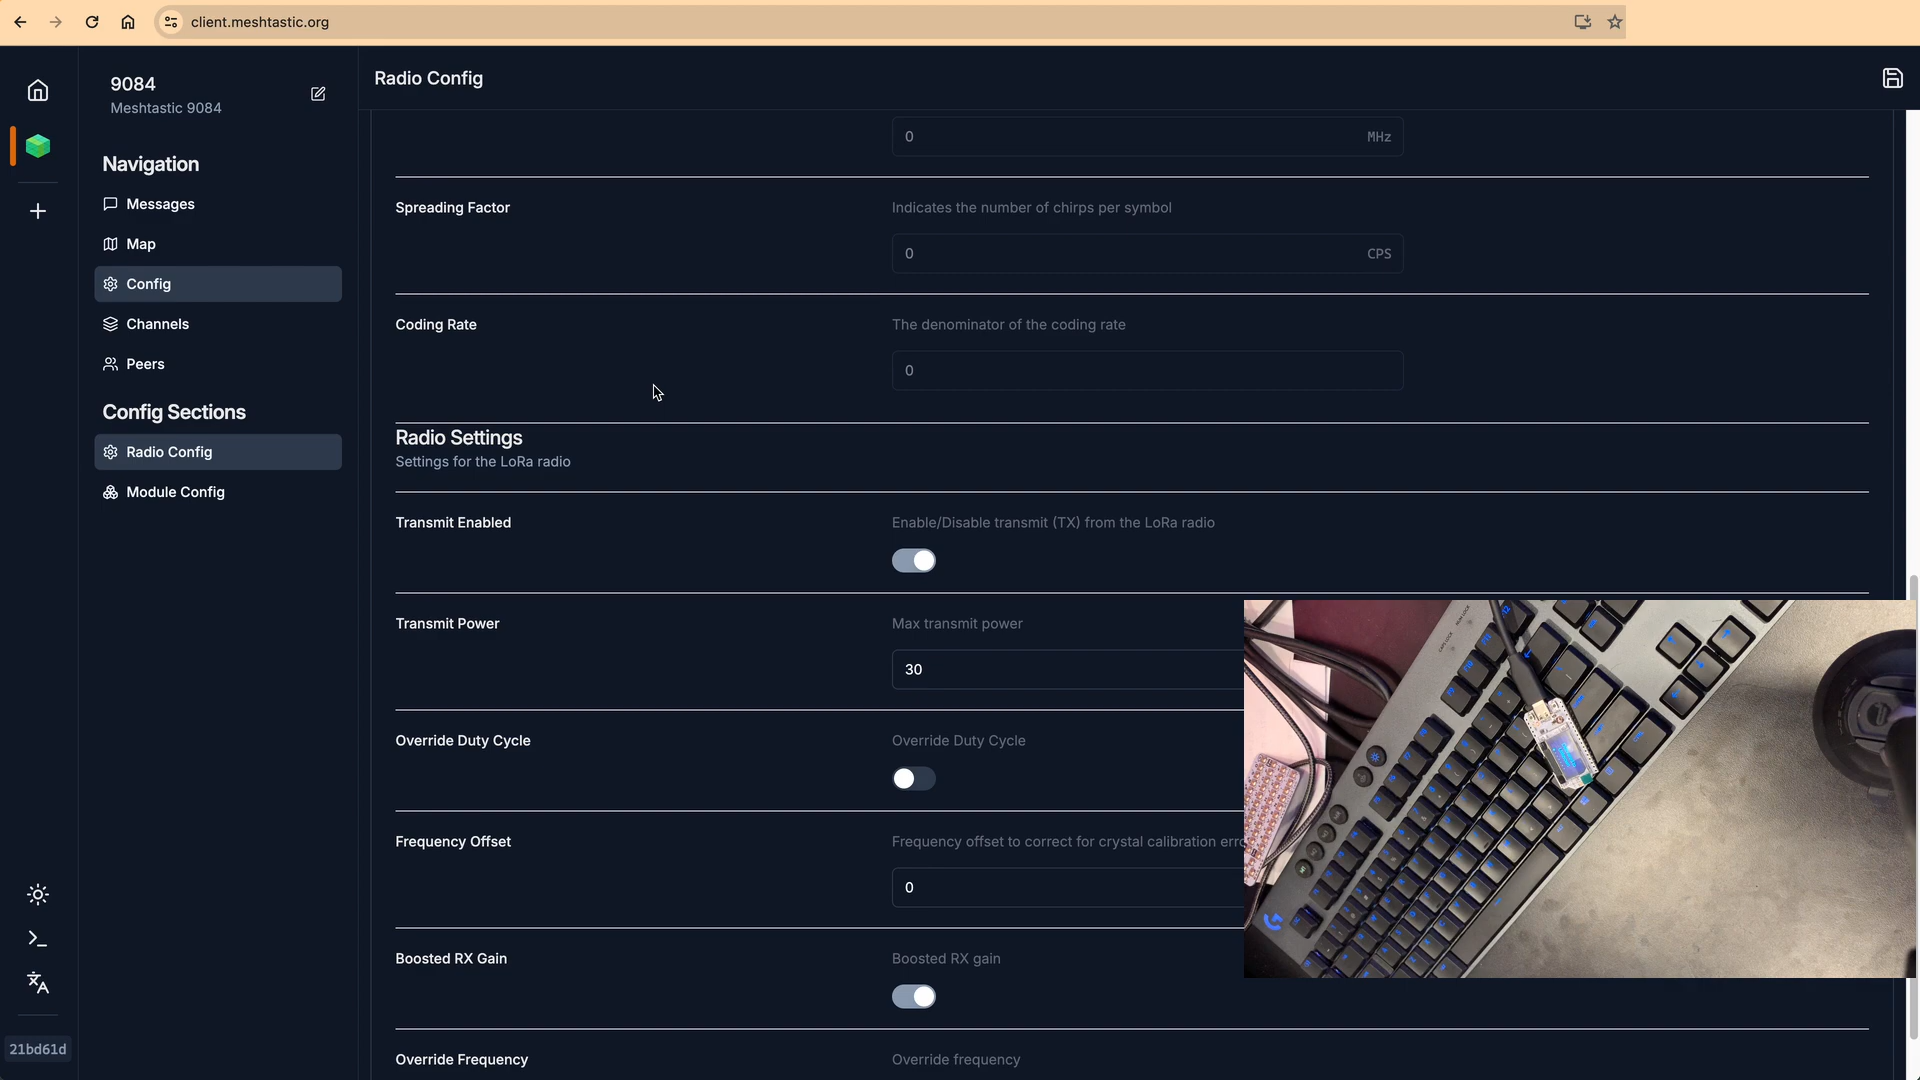 client.meshtastic.org
9084
Meshtastic 9084
Navigation
Messages
Map
Config
Channels
Peers
Config Sections
Radio Config
Module Config
21bd61d
Radio Config
0 MHz
Spreading Factor
Indicates the number of chirps per symbol
0 CPS
Coding Rate
The denominator of the coding rate
0
Radio Settings
Settings for the LoRa radio
Transmit Enabled
Enable/Disable transmit (TX) from the LoRa radio
Transmit Power
Max transmit power
30
Override Duty Cycle
Override Duty Cycle
Frequency Offset
Frequency offset to correct for crystal calibration erro
0
Boosted RX Gain
Boosted RX gain
Override Frequency
Override frequency